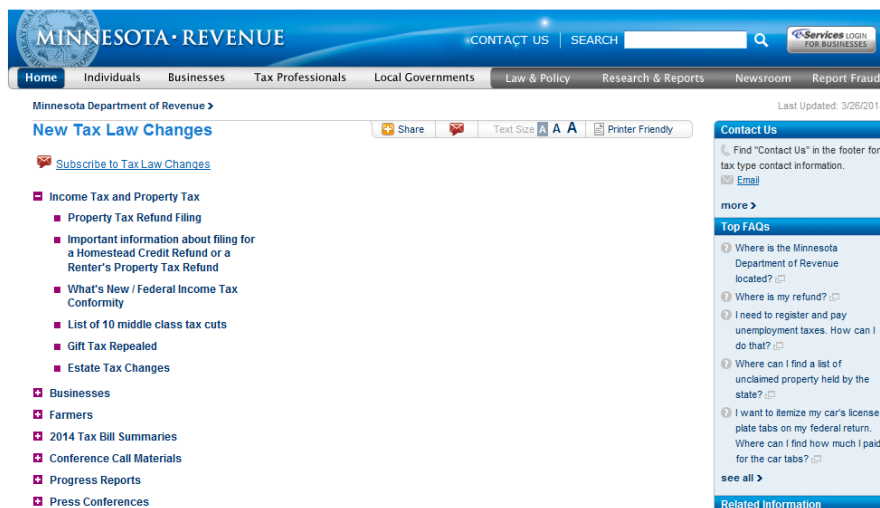 MINNESOTA · REVENUE
CONTACT US
SEARCH
e-Services LOGIN
FOR BUSINESSES
Home
Individuals
Businesses
Tax Professionals
Local Governments
Law & Policy
Research & Reports
Newsroom
Report Fraud
Minnesota Department of Revenue >
Last Updated: 3/26/201
New Tax Law Changes
Share
Text Size A A A
Printer Friendly
Subscribe to Tax Law Changes
Income Tax and Property Tax
Property Tax Refund Filing
Important information about filing for
a Homestead Credit Refund or a
Renter's Property Tax Refund
What's New / Federal Income Tax
Conformity
List of 10 middle class tax cuts
Gift Tax Repealed
Estate Tax Changes
Businesses
Farmers
2014 Tax Bill Summaries
Conference Call Materials
Progress Reports
Press Conferences
Contact Us
Find "Contact Us" in the footer for
tax type contact information.
Email
more >
Top FAQs
Where is the Minnesota
Department of Revenue
located?
Where is my refund?
I need to register and pay
unemployment taxes. How can I
do that?
Where can I find a list of
unclaimed property held by the
state?
I want to itemize my car's license
plate tabs on my federal return.
Where can I find how much I paid
for the car tabs?
see all >
Related Information